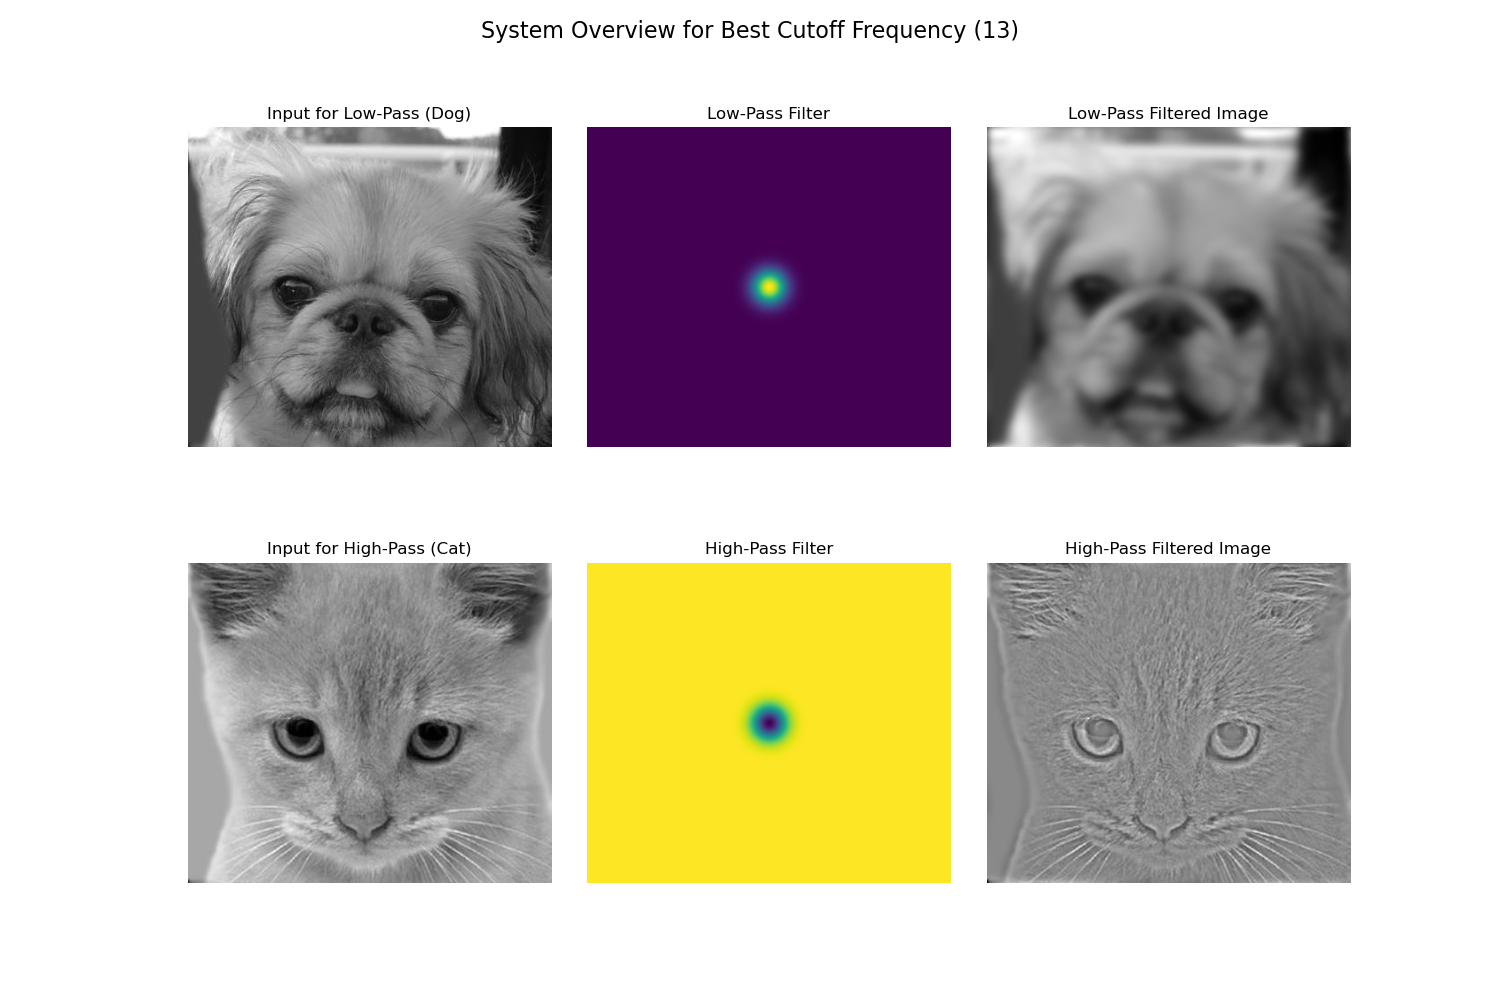 System Overview for Best Cutoff Frequency (13)
Input for Low-Pass (Dog)
Low-Pass Filter
Low-Pass Filtered Image
Input for High-Pass (Cat)
High-Pass Filter
High-Pass Filtered Image